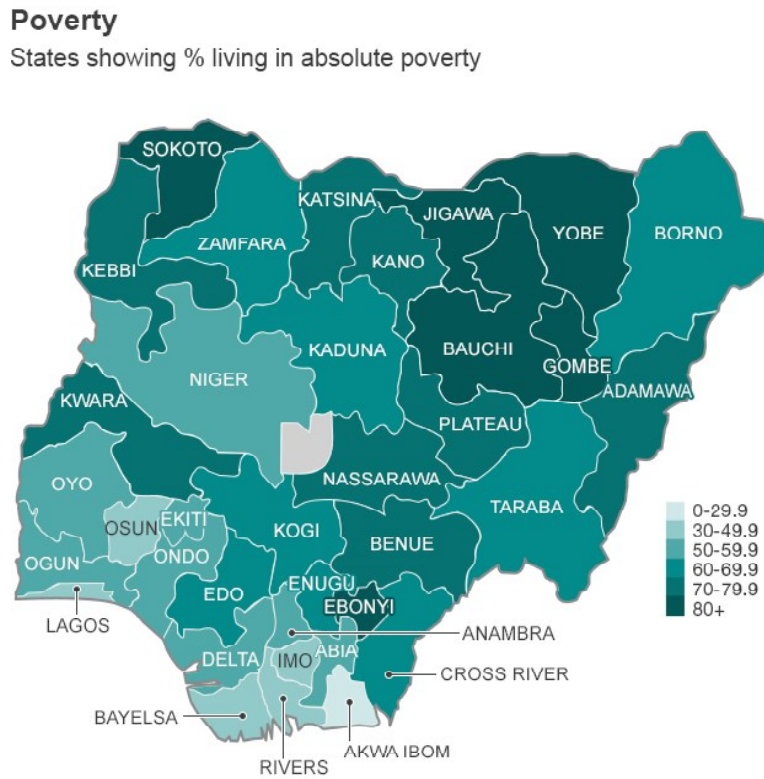 Poverty
States showing % living in absolute poverty
SOKOTO
KATSINA
JIGAWA
YOBE
BORNO
ZAMFARA
KANO
KEBBI
KADUNA
BAUCHI
GOMBE
NIGER
ADAMAWA
KWARA
PLATEAU
NASSARAWA
OYO
TARABA
OSUN
EKITI
KOGI
BENUE
OGUN
ONDO
EDO
ENUGU
EBONYI
LAGOS
ANAMBRA
DELTA
IMO
ABIA
CROSS RIVER
BAYELSA
AKWA IBOM
RIVERS
0-29.9
30-49.9
50-59.9
60-69.9
70-79.9
80+